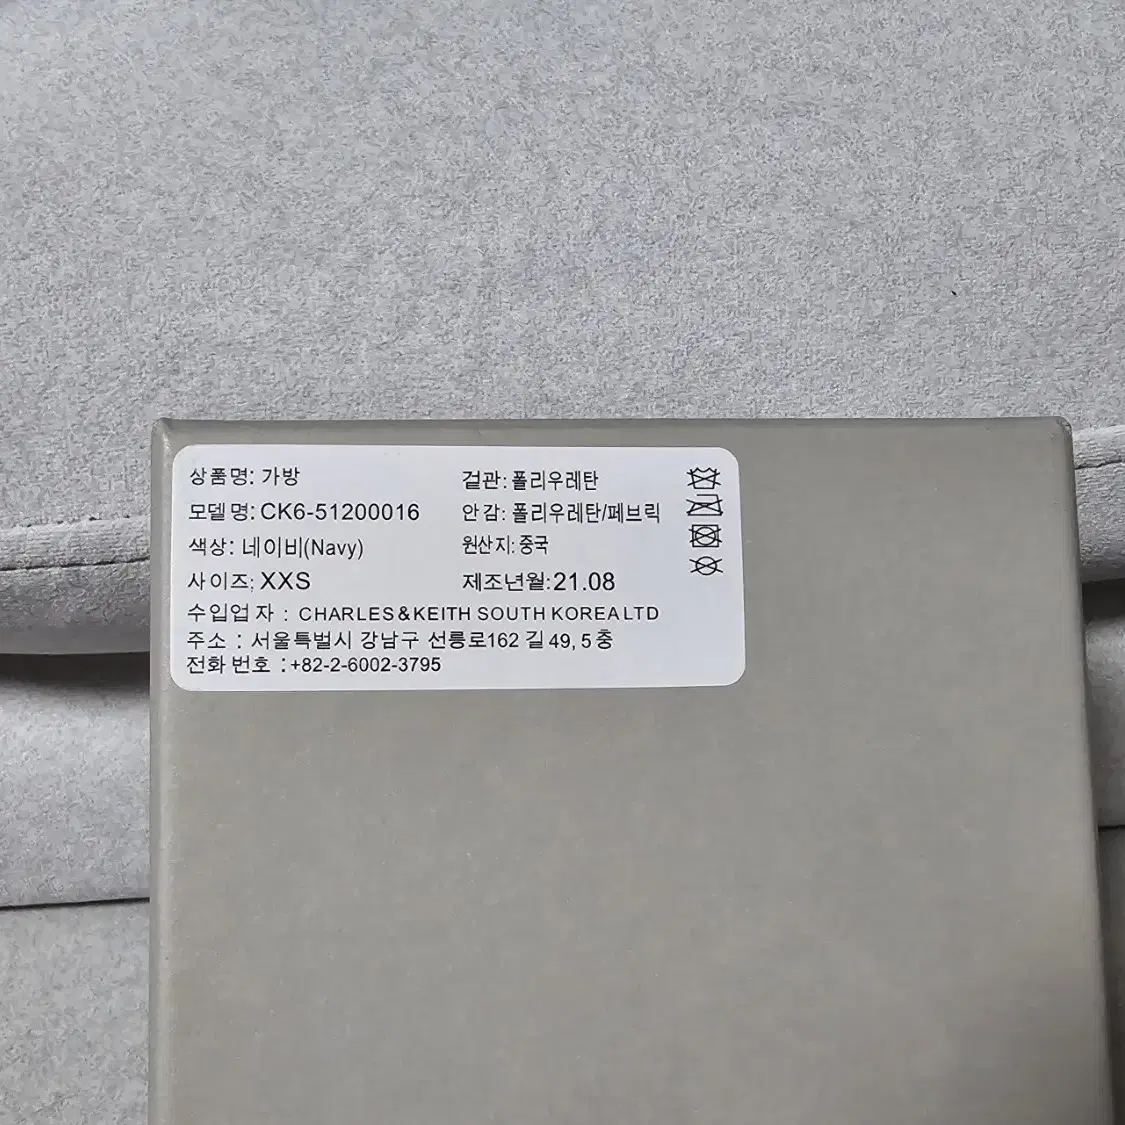 상품명: 가방
모델명: CK6-51200016
색상: 네이비(Navy)
사이즈: XXS
겉관: 폴리우레탄
안감: 폴리우레탄/페브릭
원산지: 중국
제조년월: 21.08
수입업자 : CHARLES & KEITH SOUTH KOREA LTD
주소 : 서울특벌시 강남구 선릉로162 길 49, 5 층
전화 번호 : +82-2-6002-3795